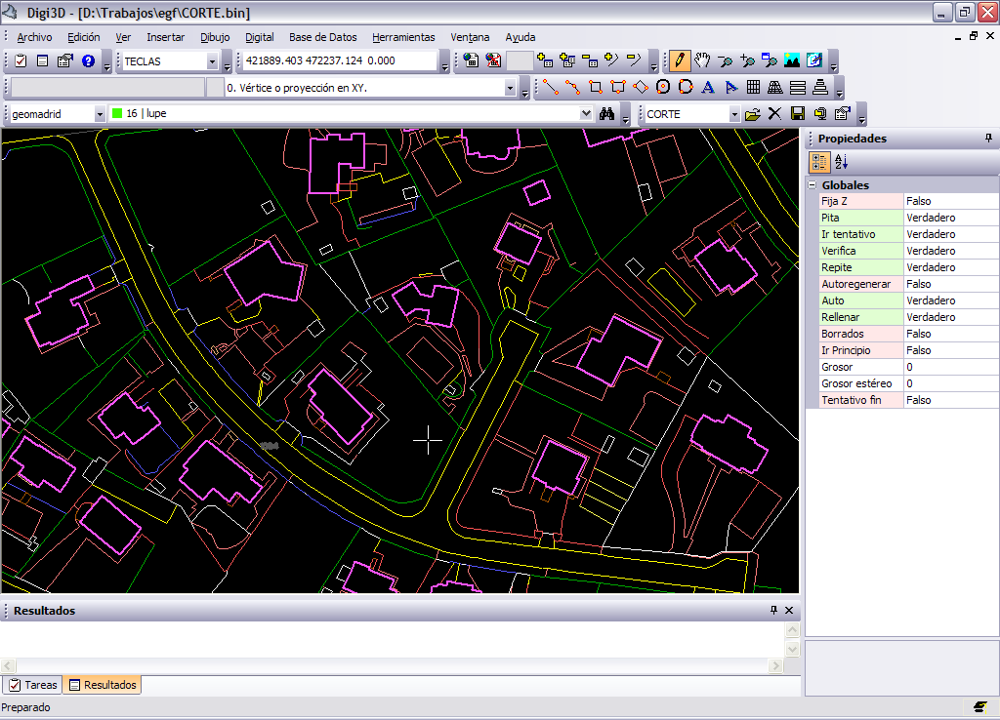 Digi3D - [D:\Trabajos\egf\CORTE.bin]
Archivo Edición Ver Insertar Dibujo Digital Base de Datos Herramientas Ventana Ayuda
TECLAS 421889.403 472237.124 0.000
0. Vértice o proyección en XY.
geomadrid 16 | lupe CORTE
Propiedades
Globales
Fija Z Falso
Pita Verdadero
Ir tentativo Verdadero
Verifica Verdadero
Repite Verdadero
Autoregenerar Falso
Auto Verdadero
Rellenar Verdadero
Borrados Falso
Ir Principio Falso
Grosor 0
Grosor estéreo 0
Tentativo fin Falso
Resultados
Tareas Resultados
Preparado